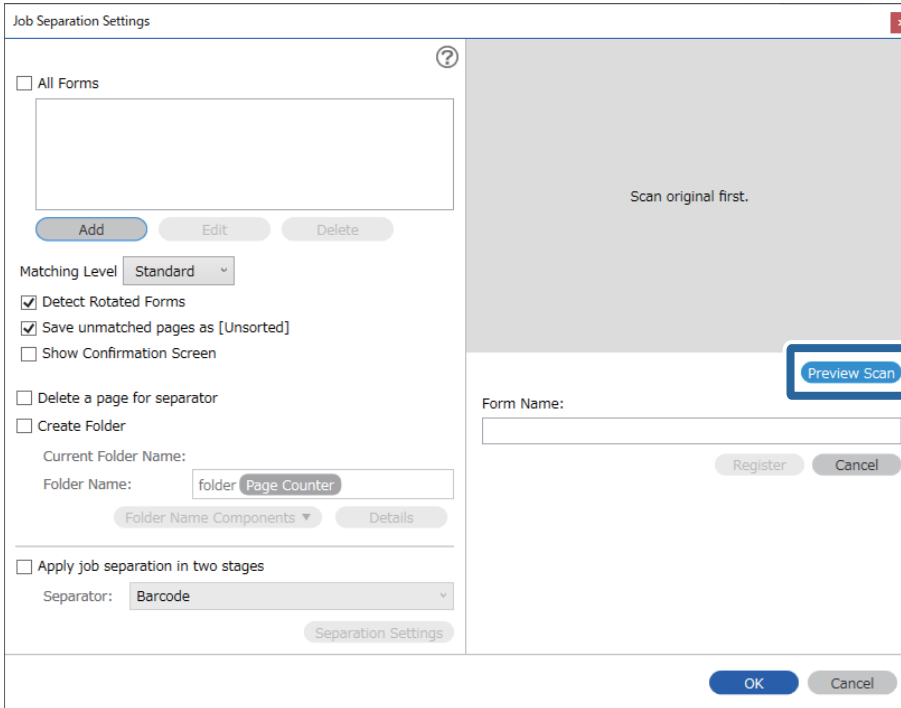 Job Separation Settings
All Forms
Add Edit Delete
Matching Level Standard
Detect Rotated Forms
Save unmatched pages as [Unsorted]
Show Confirmation Screen
Delete a page for separator
Create Folder
Current Folder Name:
Folder Name: folder Page Counter
Folder Name Components Details
Apply job separation in two stages
Separator: Barcode
Separation Settings
Scan original first.
Preview Scan
Form Name:
Register Cancel
OK Cancel